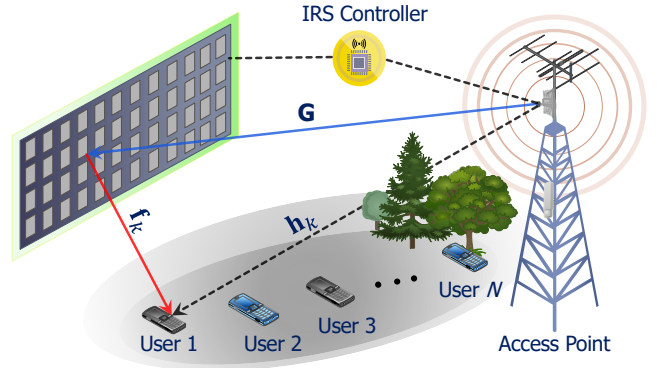 IRS Controller
G
f_k
h_k
User 1
User 2
User 3
• • •
User N
Access Point